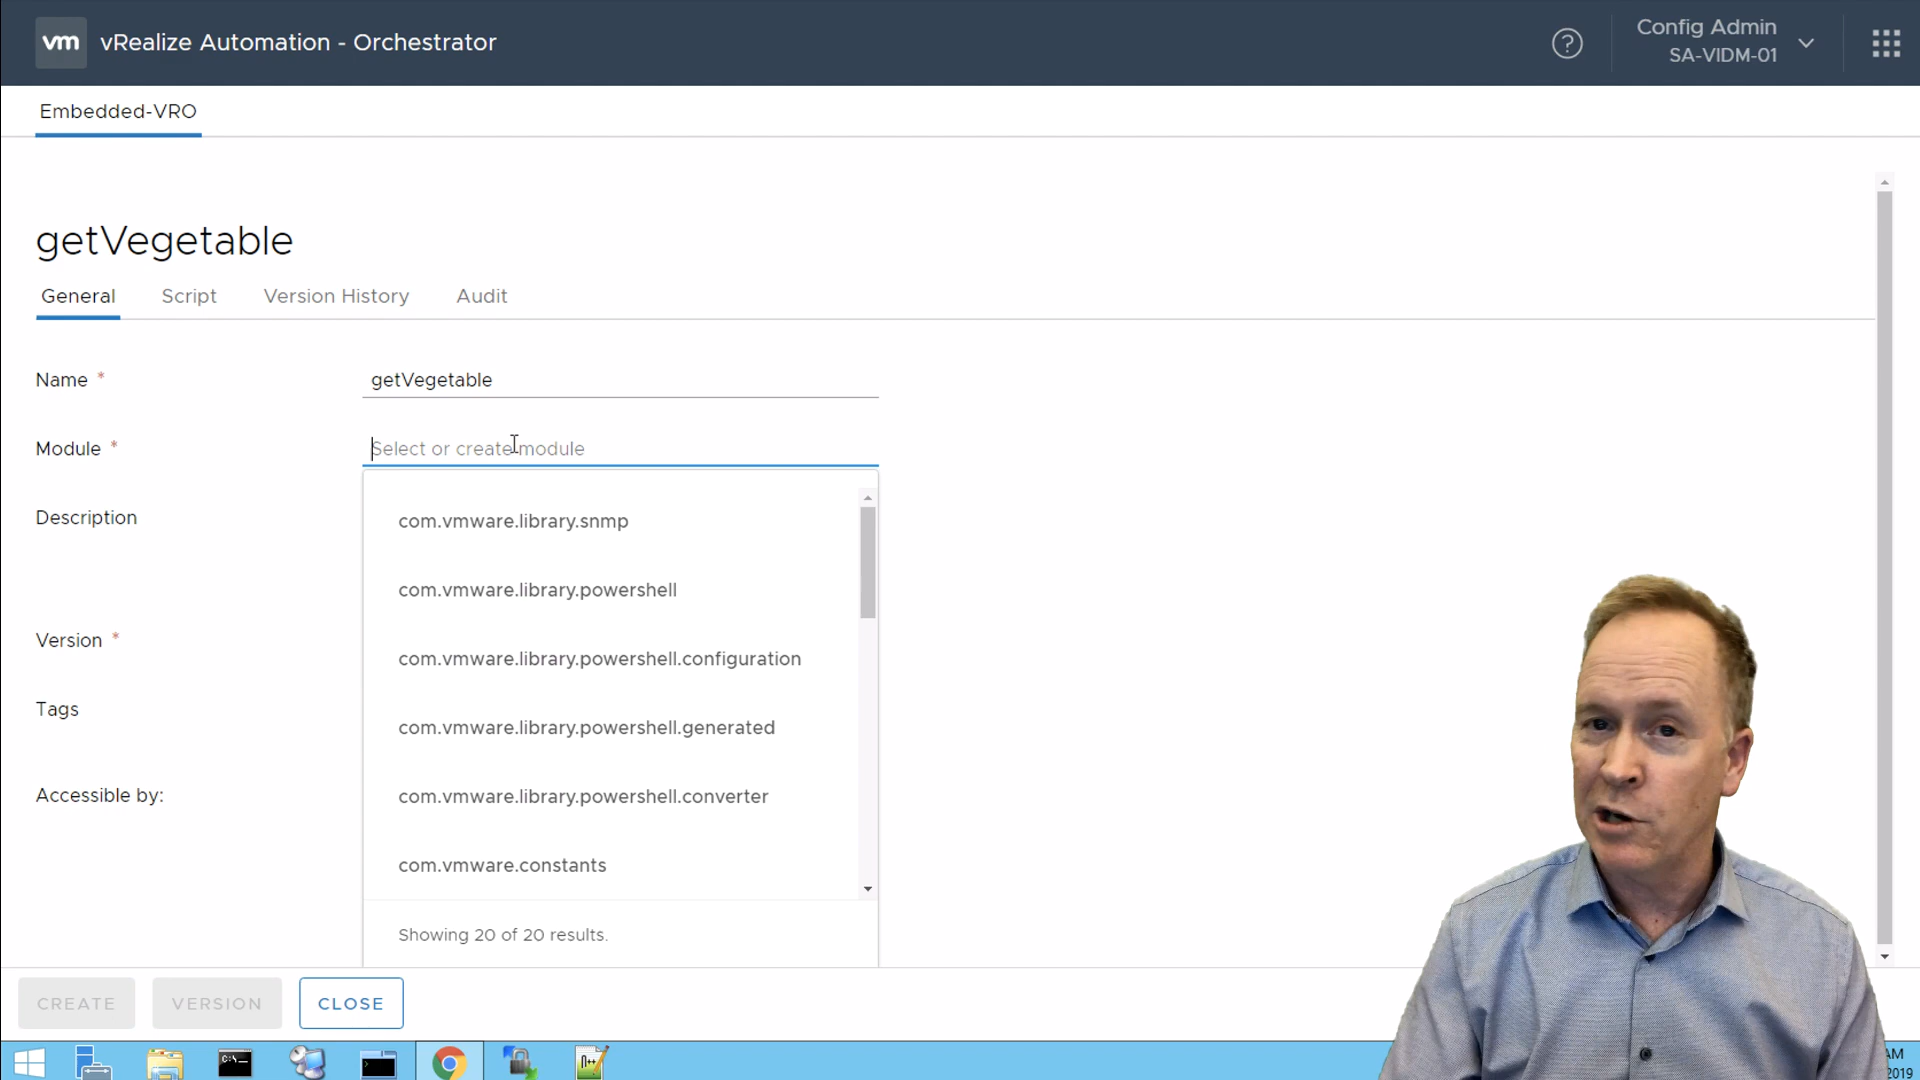 vm vRealize Automation - Orchestrator
Config Admin
SA-VIDM-01
Embedded-VRO
getVegetable
General Script Version History Audit
Name * getVegetable
Module * Select or create module
Description
Version *
Tags
Accessible by:
com.vmware.library.snmp
com.vmware.library.powershell
com.vmware.library.powershell.configuration
com.vmware.library.powershell.generated
com.vmware.library.powershell.converter
com.vmware.constants
Showing 20 of 20 results.
CREATE VERSION CLOSE
AM
2019